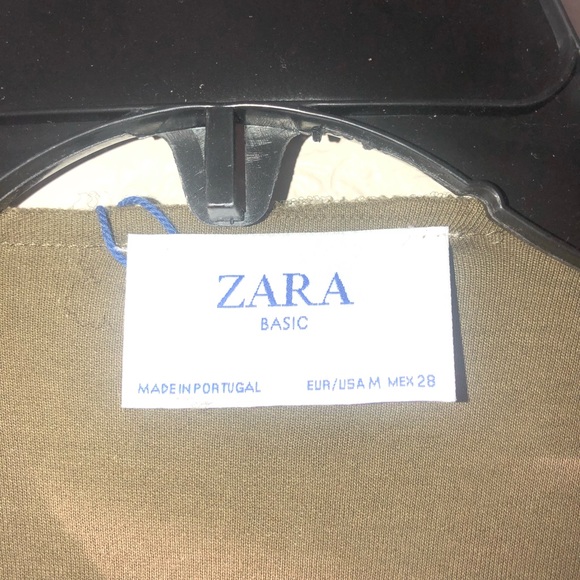 ZARA
BASIC
MADE IN PORTUGAL EUR/USA M MEX 28